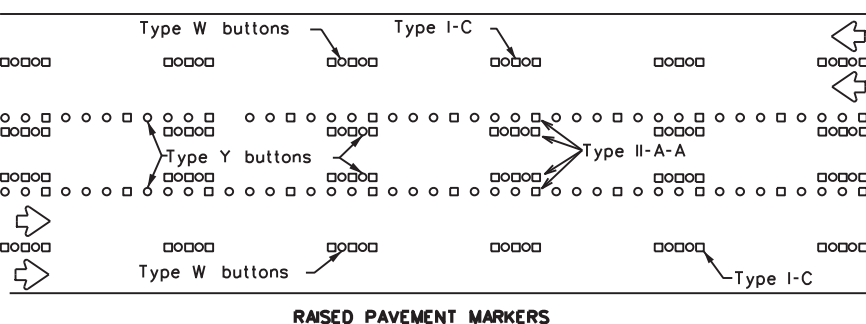 Type W buttons
Type I-C
Type Y buttons
Type II-A-A
Type W buttons
Type I-C
RAISED PAVEMENT MARKERS